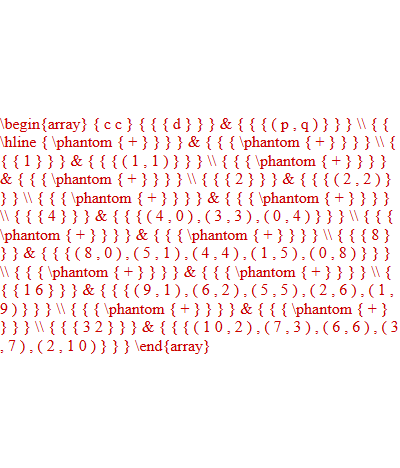 \begin{array} { c c } { { { d } } } & { { { ( p , q ) } } } \\ { {
\hline { \phantom { + } } } } & { { { \phantom { + } } } } \\ {
{ { 1 } } } & { { { ( 1 , 1 ) } } } \\ { { { \phantom { + } } } }
& { { { \phantom { + } } } } \\ { { { 2 } } } & { { { ( 2 , 2 ) }
} } \\ { { { \phantom { + } } } } & { { { \phantom { + } } } }
\\ { { { 4 } } } & { { { ( 4 , 0 ) , ( 3 , 3 ) , ( 0 , 4 ) } } } \\ { { {
\phantom { + } } } } & { { { \phantom { + } } } } \\ { { { 8 }
} } & { { { ( 8 , 0 ) , ( 5 , 1 ) , ( 4 , 4 ) , ( 1 , 5 ) , ( 0 , 8 ) } } }
\\ { { { \phantom { + } } } } & { { { \phantom { + } } } } \\ {
{ { 1 6 } } } & { { { ( 9 , 1 ) , ( 6 , 2 ) , ( 5 , 5 ) , ( 2 , 6 ) , ( 1 ,
9 ) } } } \\ { { { \phantom { + } } } } & { { { \phantom { + }
} } } \\ { { { 3 2 } } } & { { { ( 1 0 , 2 ) , ( 7 , 3 ) , ( 6 , 6 ) , ( 3
, 7 ) , ( 2 , 1 0 ) } } } \end{array}